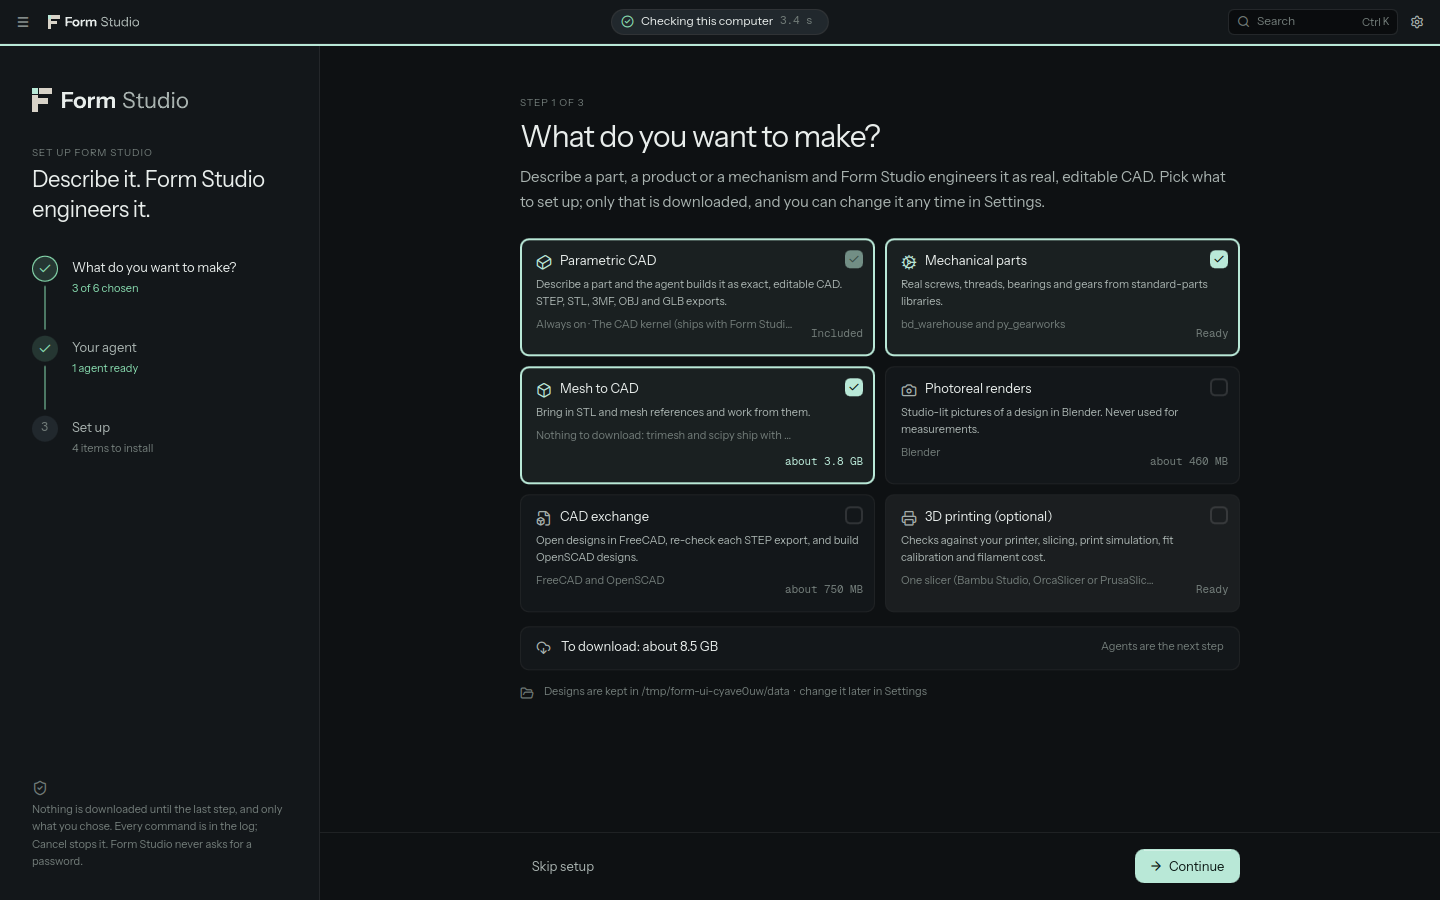 Form Studio
Checking this computer 3.4 s
Search Ctrl K
Form Studio
SET UP FORM STUDIO
Describe it. Form Studio
engineers it.
What do you want to make?
3 of 6 chosen
Your agent
1 agent ready
3 Set up
4 items to install
Nothing is downloaded until the last step, and only
what you chose. Every command is in the log;
Cancel stops it. Form Studio never asks for a
password.
STEP 1 OF 3
What do you want to make?
Describe a part, a product or a mechanism and Form Studio engineers it as real, editable CAD. Pick what
to set up; only that is downloaded, and you can change it any time in Settings.
Parametric CAD
Describe a part and the agent builds it as exact, editable CAD.
STEP, STL, 3MF, OBJ and GLB exports.
Always on · The CAD kernel (ships with Form Studi...
Included
Mechanical parts
Real screws, threads, bearings and gears from standard-parts
libraries.
bd_warehouse and py_gearworks
Ready
Mesh to CAD
Bring in STL and mesh references and work from them.
Nothing to download: trimesh and scipy ship with ...
about 3.8 GB
Photoreal renders
Studio-lit pictures of a design in Blender. Never used for
measurements.
Blender
about 460 MB
CAD exchange
Open designs in FreeCAD, re-check each STEP export, and build
OpenSCAD designs.
FreeCAD and OpenSCAD
about 750 MB
3D printing (optional)
Checks against your printer, slicing, print simulation, fit
calibration and filament cost.
One slicer (Bambu Studio, OrcaSlicer or PrusaSlic...
Ready
To download: about 8.5 GB
Agents are the next step
Designs are kept in /tmp/form-ui-cyave0uw/data · change it later in Settings
Skip setup
Continue